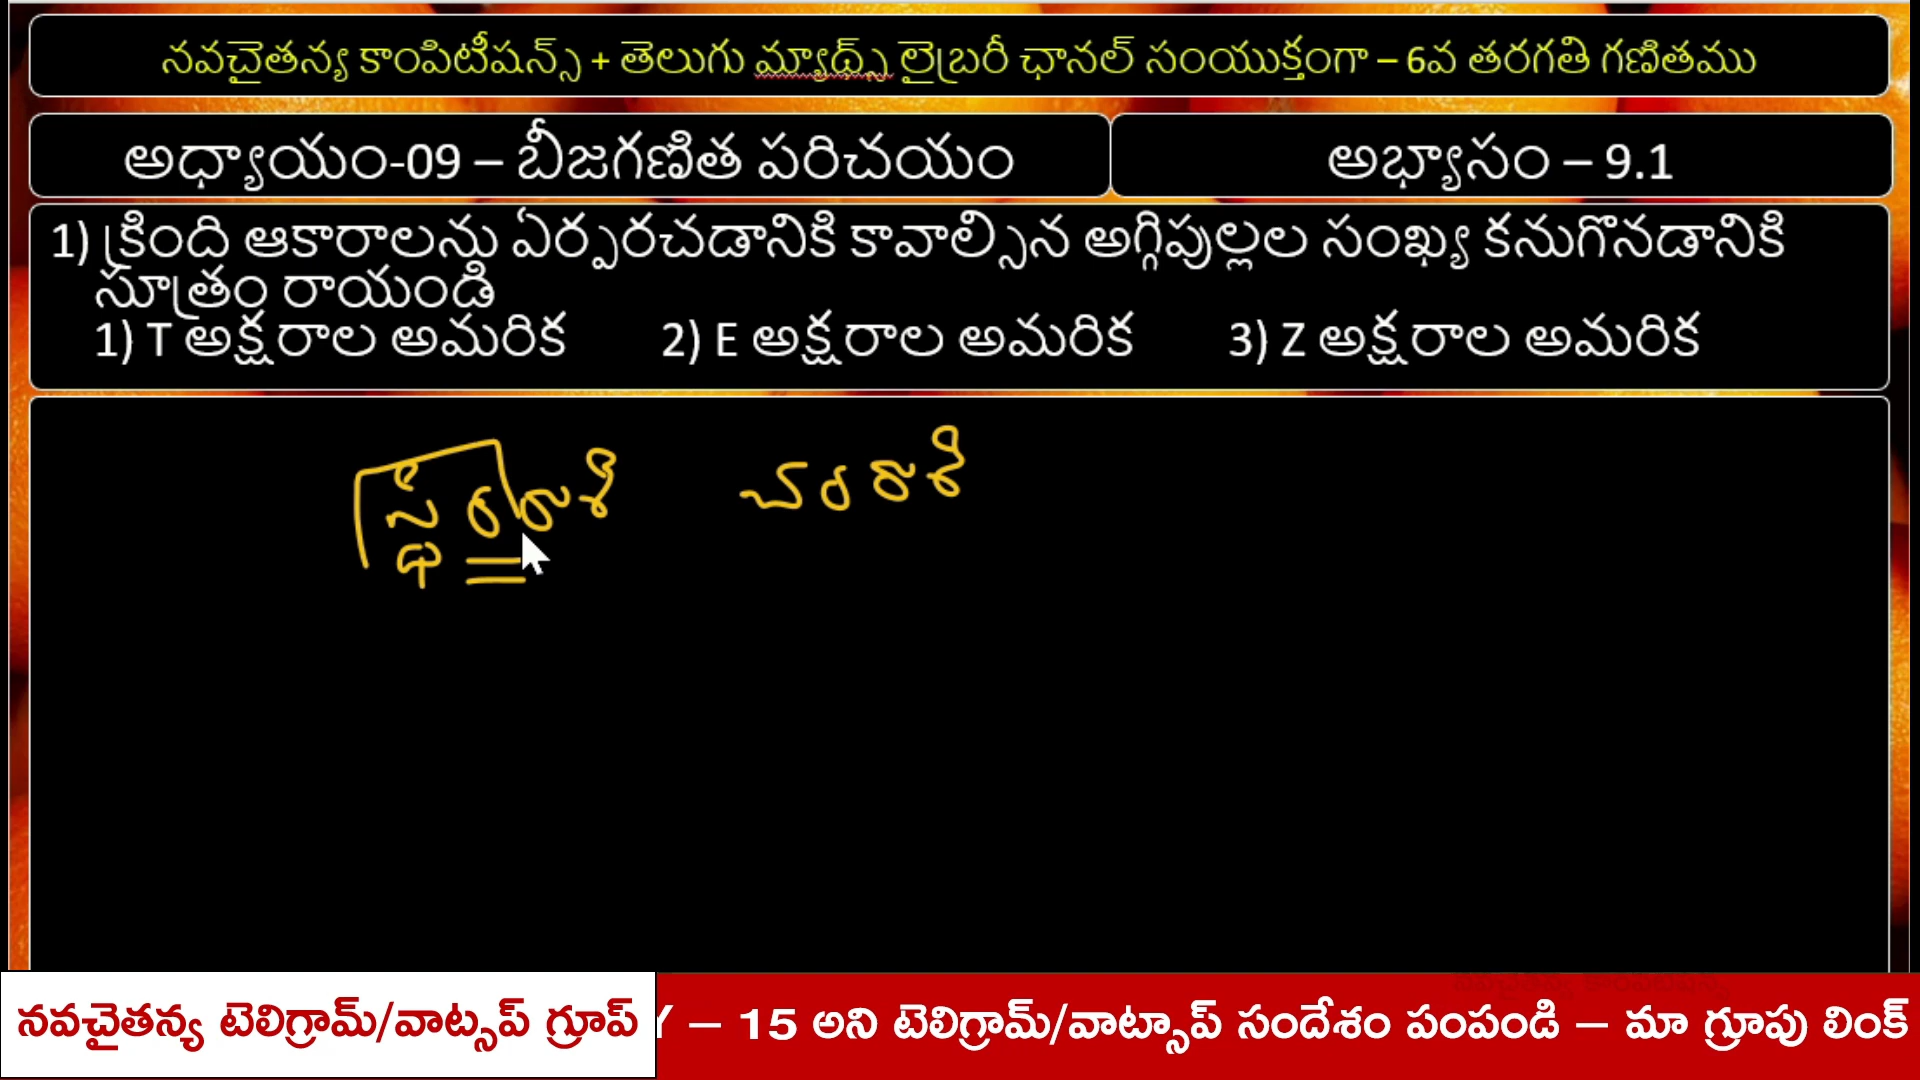 నవచైతన్య కాంపిటీషన్స్ + తెలుగు మ్యాథ్స్ లైబ్రరీ ఛానల్ సంయుక్తంగా – 6వ తరగతి గణితము
అధ్యాయం-09 – బీజగణిత పరిచయం
అభ్యాసం – 9.1
1) క్రింది ఆకారాలను ఏర్పరచడానికి కావాల్సిన అగ్గిపుల్లల సంఖ్య కనుగొనడానికి
సూత్రం రాయండి
1) T అక్షరాల అమరిక 2) E అక్షరాల అమరిక 3) Z అక్షరాల అమరిక
స్థిరరాశి చరరాశి
నవచైతన్య టెలిగ్రామ్/వాట్సప్ గ్రూప్
Y – 15 అని టెలిగ్రామ్/వాట్సాప్ సందేశం పంపండి – మా గ్రూపు లింక్